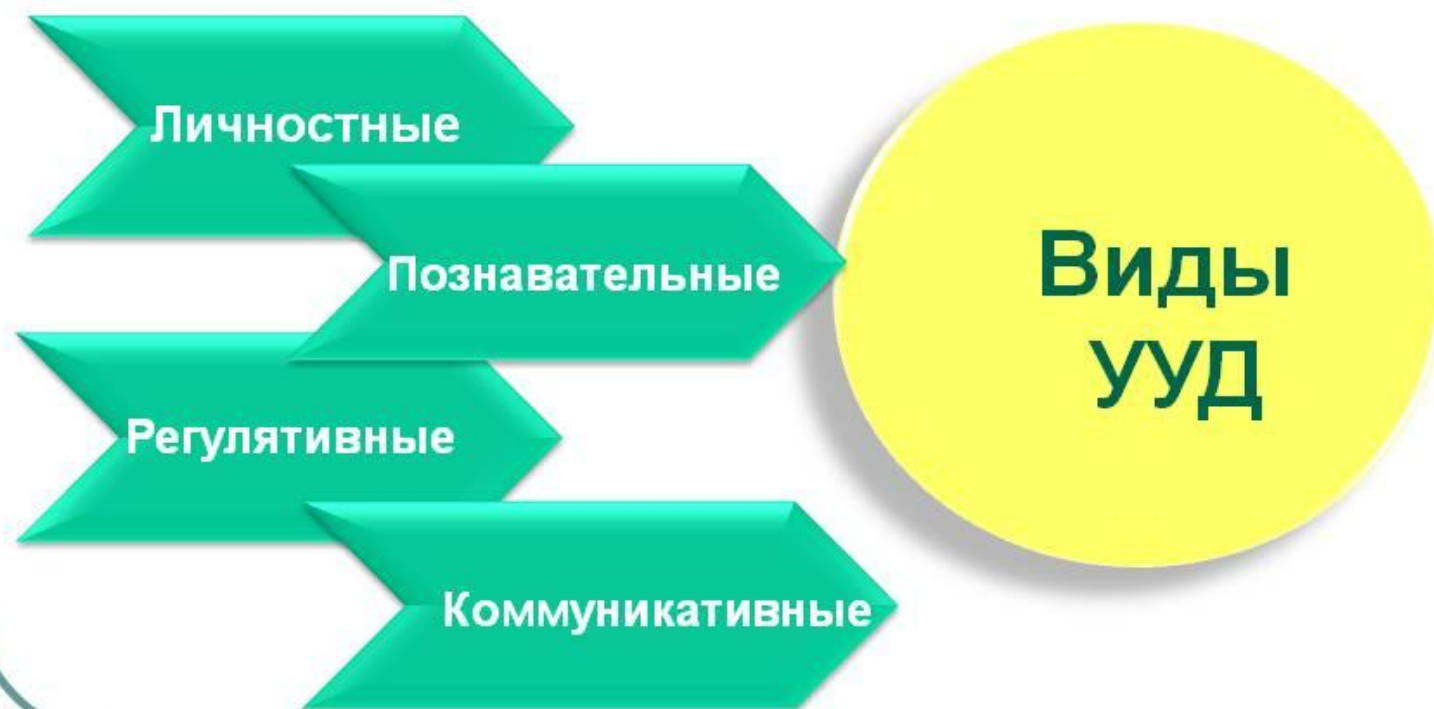 Личностные
Познавательные
Регулятивные
Коммуникативные
Виды
УУД